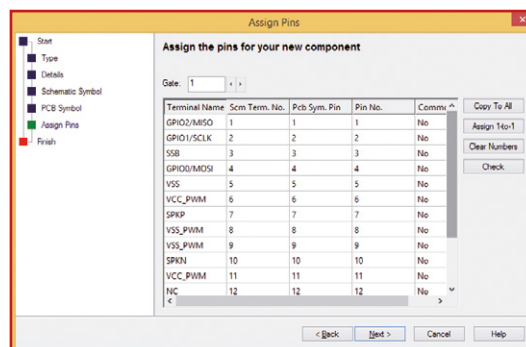 Assign Pins
Start
Type
Details
Schematic Symbol
PCB Symbol
Assign Pins
Finish
Assign the pins for your new component
Gate: 1
Terminal Name Scm Term. No. Pcb Sym. Pin Pin No. Commo
GPIO2/MISO 1 1 1 No
GPIO1/SCLK 2 2 2 No
SSB 3 3 3 No
GPIO0/MOSI 4 4 4 No
VSS 5 5 5 No
VCC_PWM 6 6 6 No
SPKP 7 7 7 No
VSS_PWM 8 8 8 No
VSS_PWM 9 9 9 No
SPKN 10 10 10 No
VCC_PWM 11 11 11 No
NC 12 12 12 No
Copy To All
Assign 1-to-1
Clear Numbers
Check
< Back Next > Cancel Help